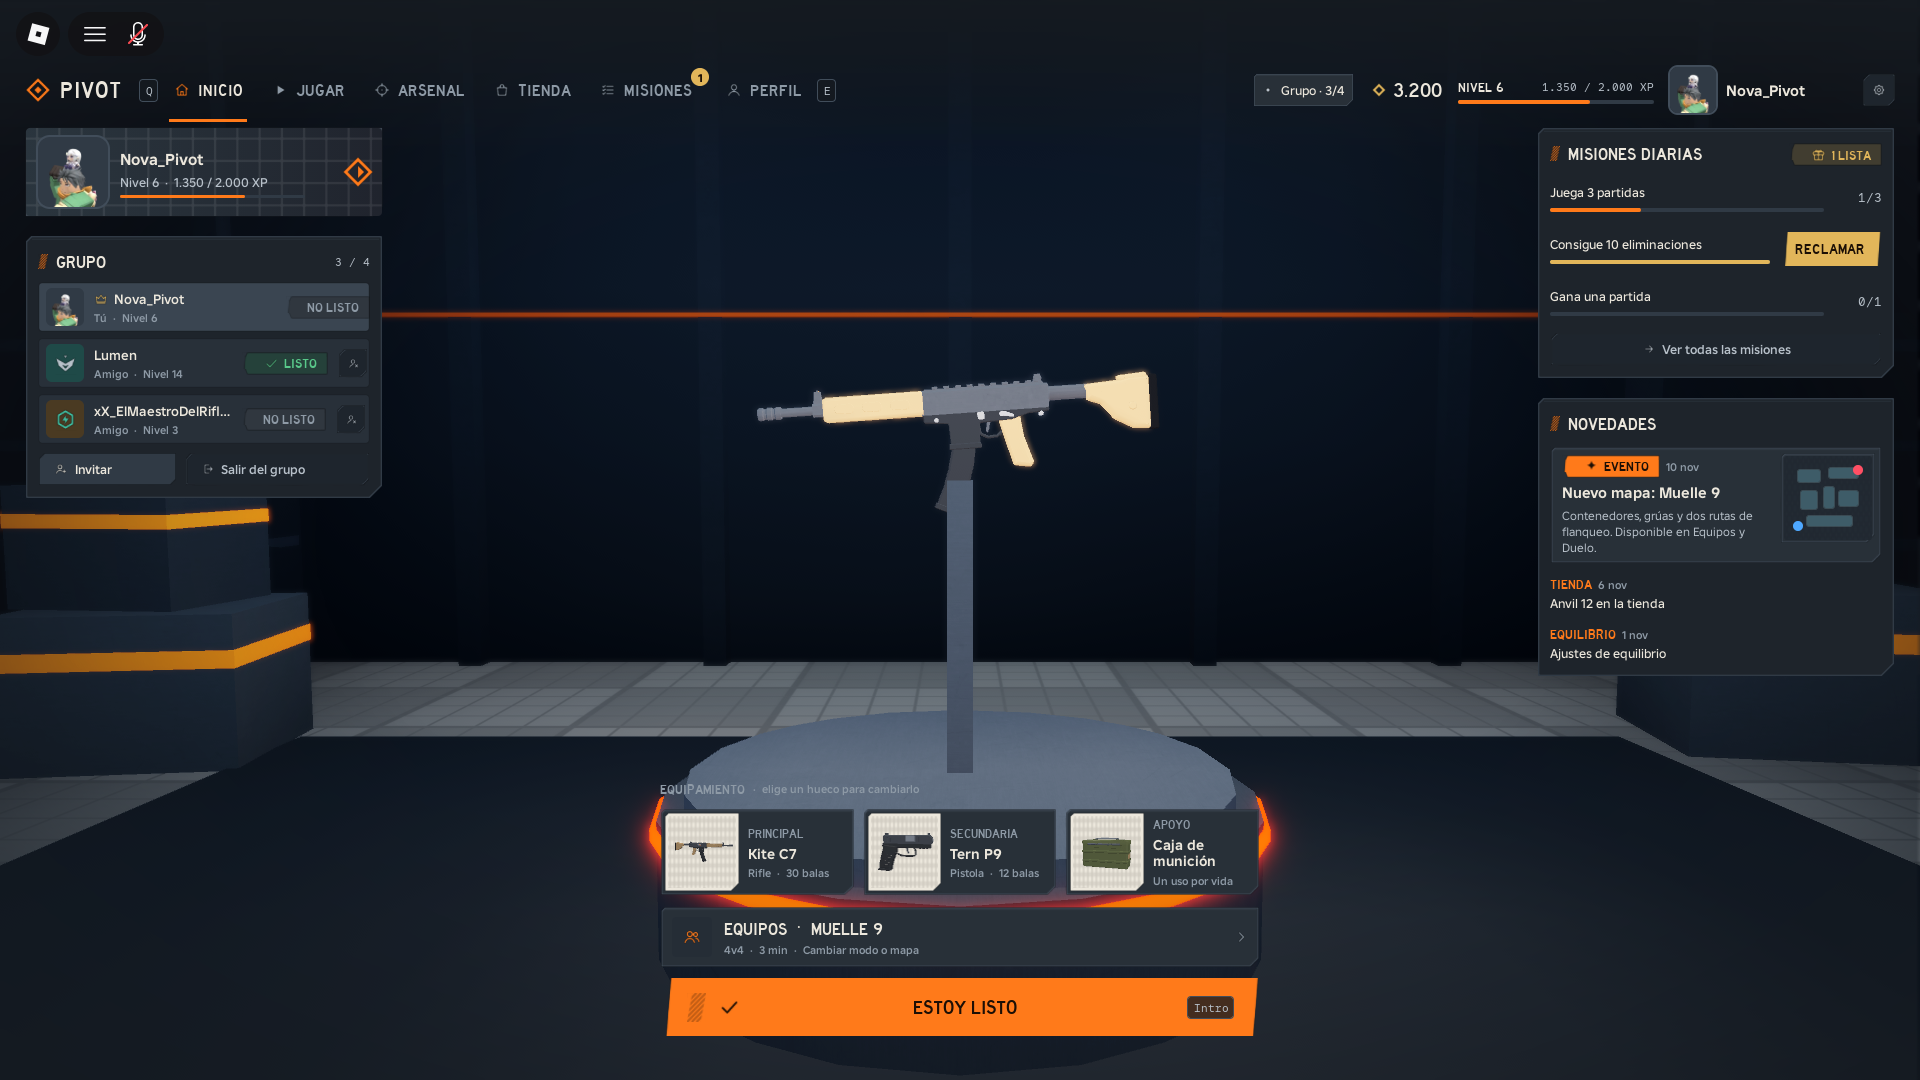 PIVOT
Q
INICIO
JUGAR
ARSENAL
TIENDA
MISIONES
1
PERFIL
E
Grupo · 3/4
3.200
NIVEL 6
1.350 / 2.000 XP
Nova_Pivot
Nova_Pivot
Nivel 6 · 1.350 / 2.000 XP
GRUPO
3 / 4
Nova_Pivot
Tú · Nivel 6
NO LISTO
Lumen
Amigo · Nivel 14
LISTO
xX_ElMaestroDelRifl...
Amigo · Nivel 3
NO LISTO
Invitar
Salir del grupo
MISIONES DIARIAS
1 LISTA
Juega 3 partidas
1/3
Consigue 10 eliminaciones
RECLAMAR
Gana una partida
0/1
Ver todas las misiones
NOVEDADES
EVENTO
10 nov
Nuevo mapa: Muelle 9
Contenedores, grúas y dos rutas de
flanqueo. Disponible en Equipos y
Duelo.
TIENDA 6 nov
Anvil 12 en la tienda
EQUILIBRIO 1 nov
Ajustes de equilibrio
EQUIPAMIENTO · elige un hueco para cambiarlo
PRINCIPAL
Kite C7
Rifle · 30 balas
SECUNDARIA
Tern P9
Pistola · 12 balas
APOYO
Caja de
munición
Un uso por vida
EQUIPOS · MUELLE 9
4v4 · 3 min · Cambiar modo o mapa
ESTOY LISTO
Intro